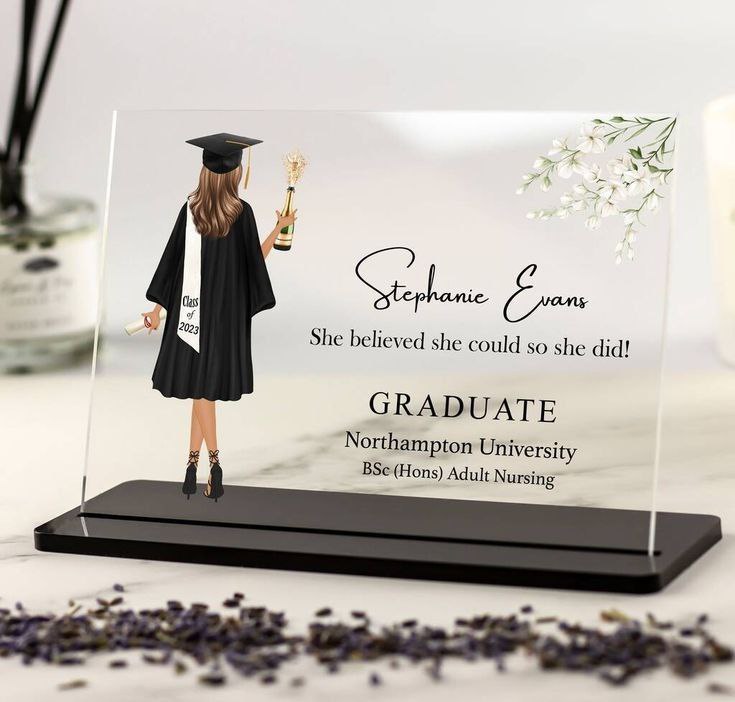 Class
of
2023
Stephanie Evans
She believed she could so she did!
GRADUATE
Northampton University
BSc (Hons) Adult Nursing